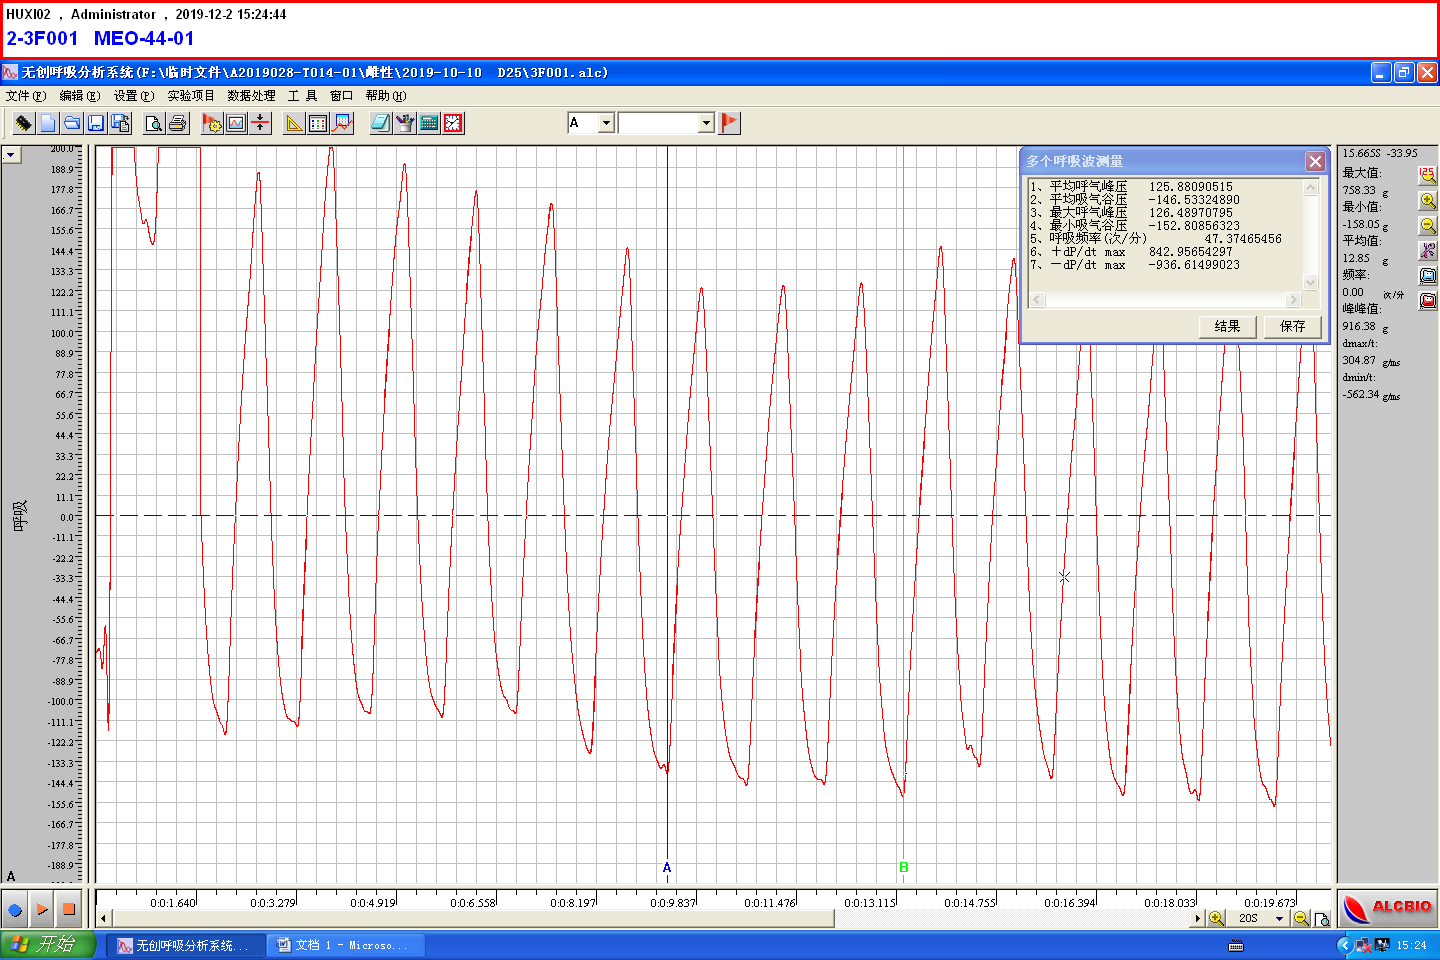 HUXI02 , Administrator , 2019-12-2 15:24:44
2-3F001 MEO-44-01
无创呼吸分析系统(F:\临时文件\A2019028-T014-01\雌性\2019-10-10 D25\3F001.alc)
文件(F) 编辑(E) 设置(P) 实验项目 数据处理 工 具 窗口 帮助(H)
A
200.0
188.9
177.8
166.7
155.6
144.4
133.3
122.2
111.1
100.0
88.9
77.8
66.7
55.6
44.4
33.3
22.2
11.1
0.0
-11.1
-22.2
-33.3
-44.4
-55.6
-66.7
-77.8
-88.9
-100.0
-111.1
-122.2
-133.3
-144.4
-155.6
-166.7
-177.8
-188.9
呼吸
A
多个呼吸波测量
1、平均呼气峰压 125.88090515
2、平均吸气谷压 -146.53324890
3、最大呼气峰压 126.48970795
4、最小吸气谷压 -152.80856323
5、呼吸频率(次/分) 47.37465456
6、＋dP/dt max 842.95654297
7、－dP/dt max -936.61499023
结果 保存
A B
15.665S -33.95
最大值:
758.33 g
最小值:
-158.05 g
平均值:
12.85 g
频率:
0.00 次/分
峰峰值:
916.38 g
dmax/t:
304.87 g/ms
dmin/t:
-562.34 g/ms
125
0:0:1.640 0:0:3.279 0:0:4.919 0:0:6.558 0:0:8.197 0:0:9.837 0:0:11.476 0:0:13.115 0:0:14.755 0:0:16.394 0:0:18.033 0:0:19.673
20S
ALCBIO
开始 无创呼吸分析系统... 文档 1 - Microso... 15:24